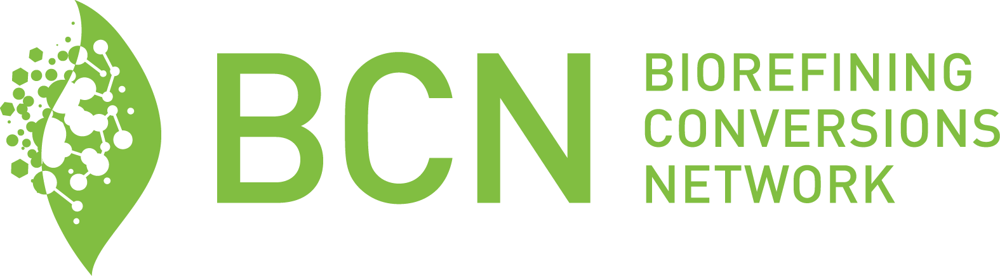 BCN
BIOREFINING
CONVERSIONS
NETWORK